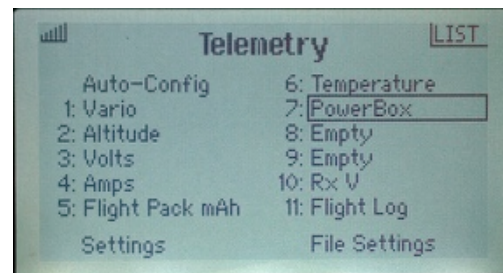 Telemetry
LIST
Auto-Config
1: Vario
2: Altitude
3: Volts
4: Amps
5: Flight Pack mAh
Settings
6: Temperature
7: PowerBox
8: Empty
9: Empty
10: Rx V
11: Flight Log
File Settings